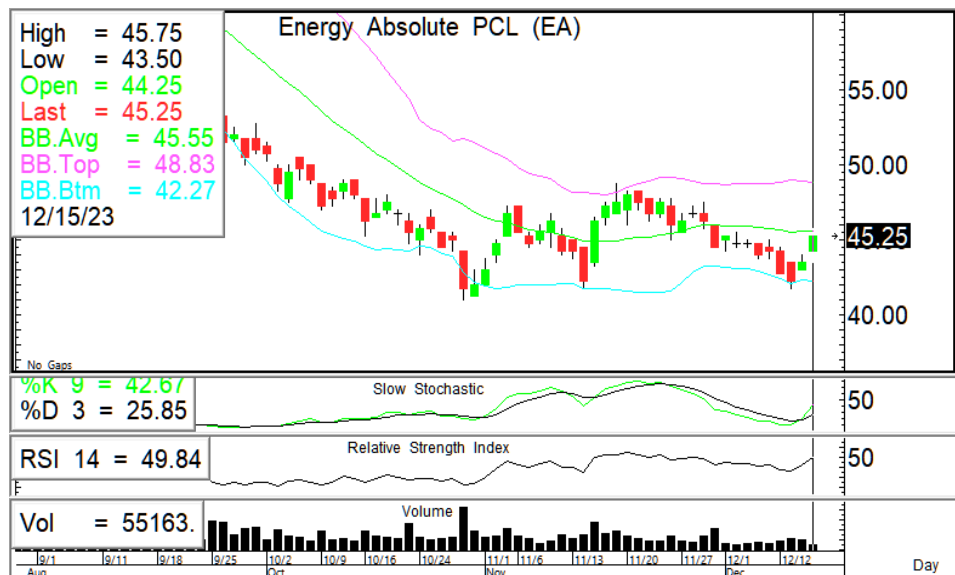 Energy Absolute PCL (EA)
High = 45.75
Low = 43.50
Open = 44.25
Last = 45.25
BB.Avg = 45.55
BB.Top = 48.83
BB.Btm = 42.27
12/15/23
55.00
50.00
45.25
40.00
No Gaps
%K 9 = 42.67
%D 3 = 25.85
Slow Stochastic
50
RSI 14 = 49.84
Relative Strength Index
50
Vol = 55163.
Volume
9/1 9/11 9/18 9/25 10/2 10/9 10/16 10/24 11/1 11/6 11/13 11/20 11/27 12/1 12/12
Aug Oct Nov Dec Day